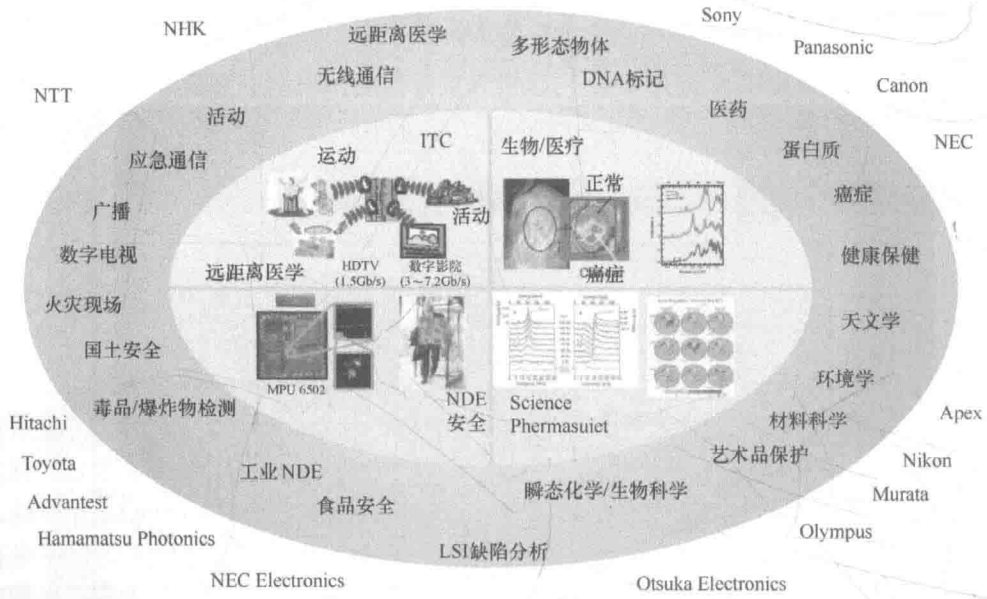 NHK
Sony
远距离医学
多形态物体
Panasonic
无线通信
DNA标记
Canon
NTT
活动
医药
NEC
应急通信
运动
ITC
生物/医疗
蛋白质
正常
癌症
广播
活动
数字电视
远距离医学
HDTV
(1.5Gb/s)
数字影院
(3～7.2Gb/s)
癌症
健康保健
火灾现场
天文学
国土安全
MPU 6502
环境学
毒品/爆炸物检测
NDE
安全
Science
Phermasuiet
材料科学
Apex
Hitachi
艺术品保护
Nikon
Toyota
工业NDE
瞬态化学/生物科学
Murata
Advantest
食品安全
Olympus
Hamamatsu Photonics
LSI缺陷分析
NEC Electronics
Otsuka Electronics